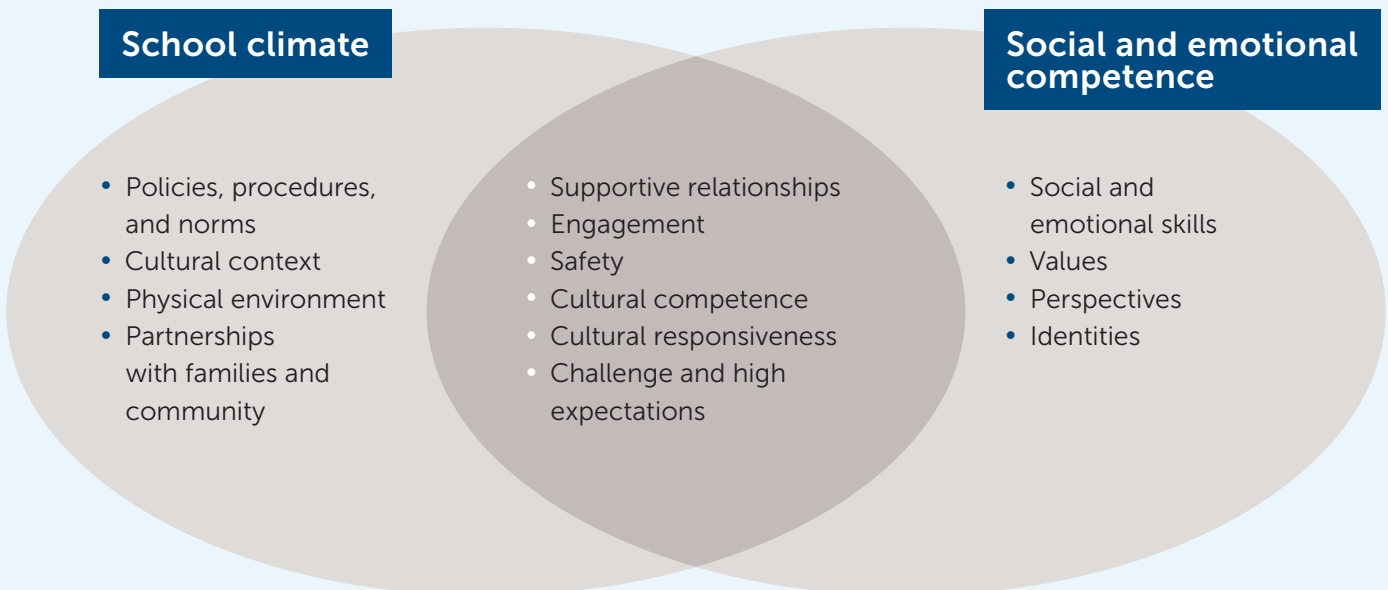 School climate
• Policies, procedures,
and norms
• Cultural context
• Physical environment
• Partnerships
with families and
community
• Supportive relationships
• Engagement
• Safety
• Cultural competence
• Cultural responsiveness
• Challenge and high
expectations
Social and emotional
competence
• Social and
emotional skills
• Values
• Perspectives
• Identities